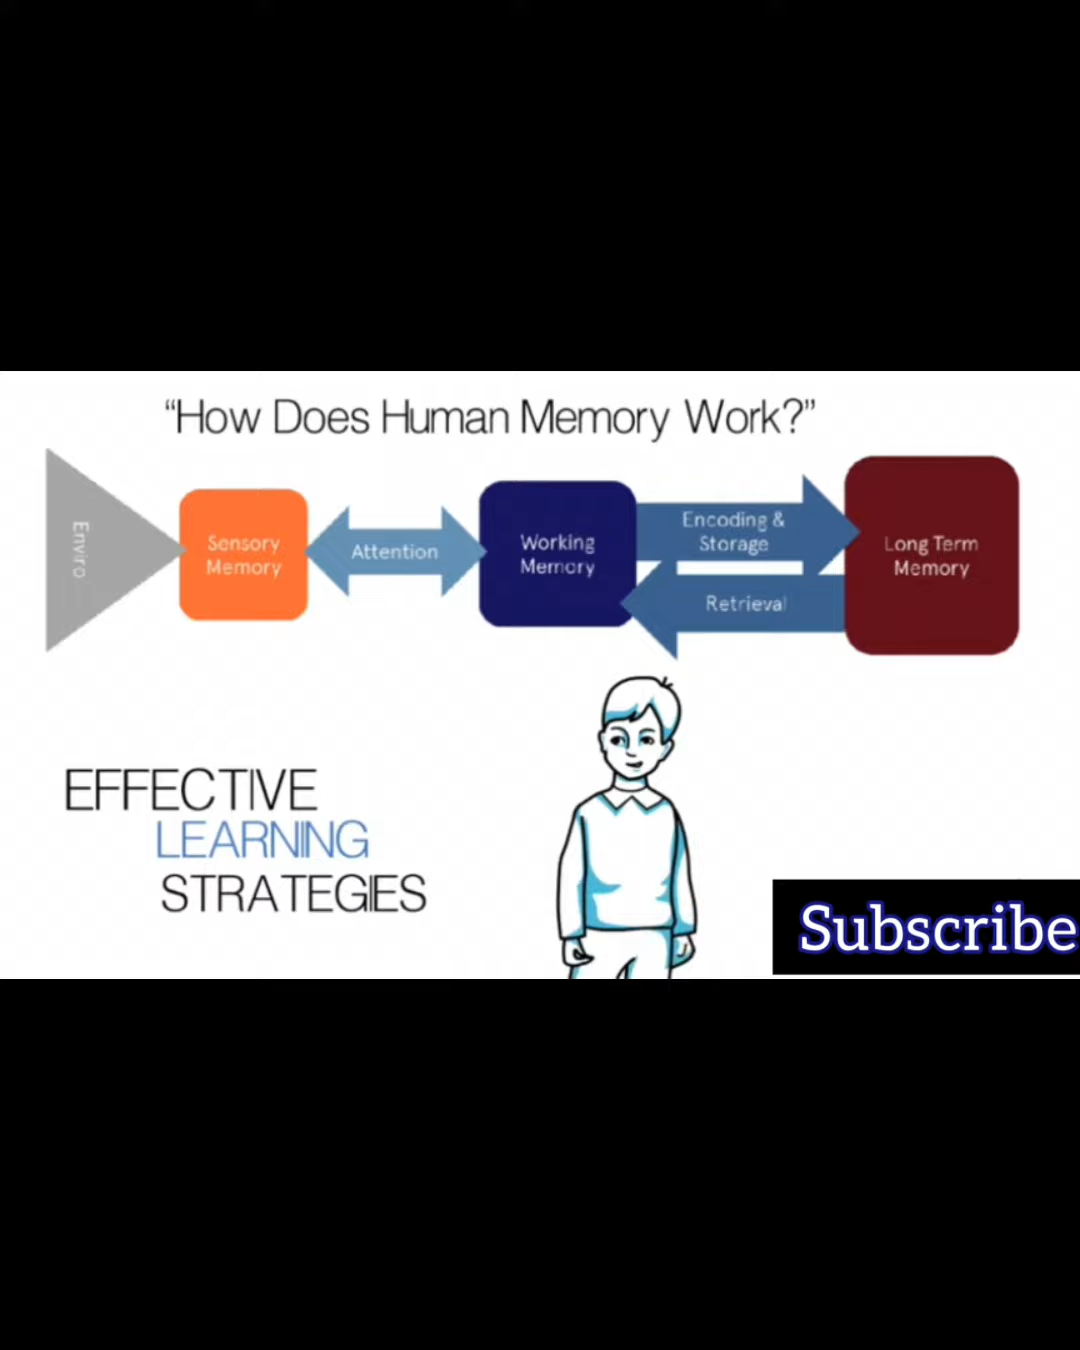 “How Does Human Memory Work?”
Enviro
Sensory
Memory
Attention
Working
Memory
Encoding &
Storage
Retrieval
Long Term
Memory
EFFECTIVE
LEARNING
STRATEGIES
Subscribe